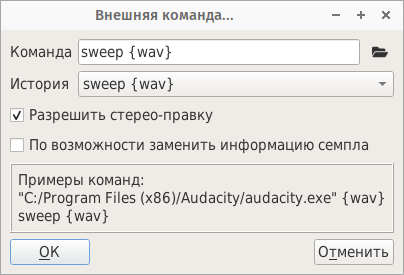 Внешняя команда...
Команда sweep {wav}
История sweep {wav}
Разрешить стерео-правку
По возможности заменить информацию семпла
Примеры команд:
"C:/Program Files (x86)/Audacity/audacity.exe" {wav}
sweep {wav}
OK Отменить